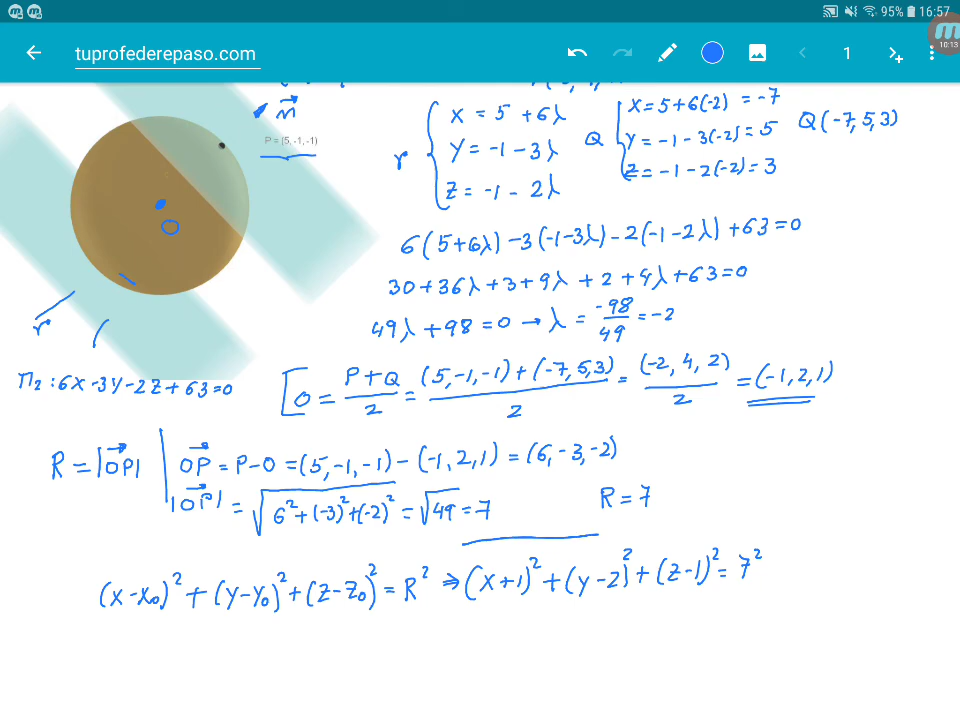 95% 16:57
tuprofederepaso.com
1
10:13
n⃗
P = (5, -1, -1)
r { x = 5 + 6λ
y = -1 - 3λ
z = -1 - 2λ
Q { x = 5 + 6(-2) = -7
y = -1 - 3(-2) = 5
z = -1 - 2(-2) = 3
Q(-7, 5, 3)
6(5+6λ) - 3(-1-3λ) - 2(-1-2λ) + 63 = 0
30 + 36λ + 3 + 9λ + 2 + 4λ + 63 = 0
49λ + 98 = 0 → λ = -98/49 = -2
r
π₂ : 6x - 3y - 2z + 63 = 0
O = (P+Q)/2 = ((5,-1,-1) + (-7,5,3))/2 = (-2, 4, 2)/2 = (-1, 2, 1)
R = |OP⃗| | OP⃗ = P - O = (5, -1, -1) - (-1, 2, 1) = (6, -3, -2)
|OP⃗| = √(6² + (-3)² + (-2)²) = √49 = 7 R = 7
(x - x₀)² + (y - y₀)² + (z - z₀)² = R² ⇒ (x+1)² + (y-2)² + (z-1)² = 7²